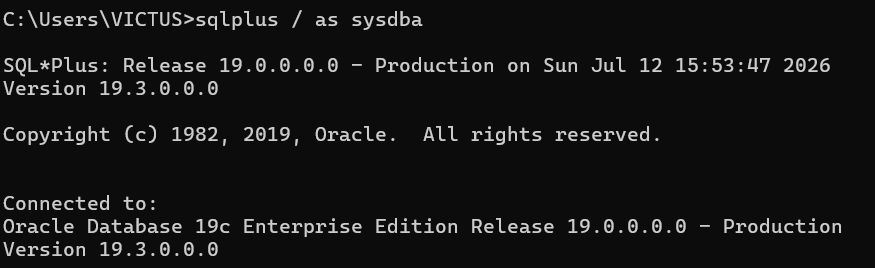 C:\Users\VICTUS>sqlplus / as sysdba
SQL*Plus: Release 19.0.0.0.0 - Production on Sun Jul 12 15:53:47 2026
Version 19.3.0.0.0
Copyright (c) 1982, 2019, Oracle.  All rights reserved.
Connected to:
Oracle Database 19c Enterprise Edition Release 19.0.0.0.0 - Production
Version 19.3.0.0.0